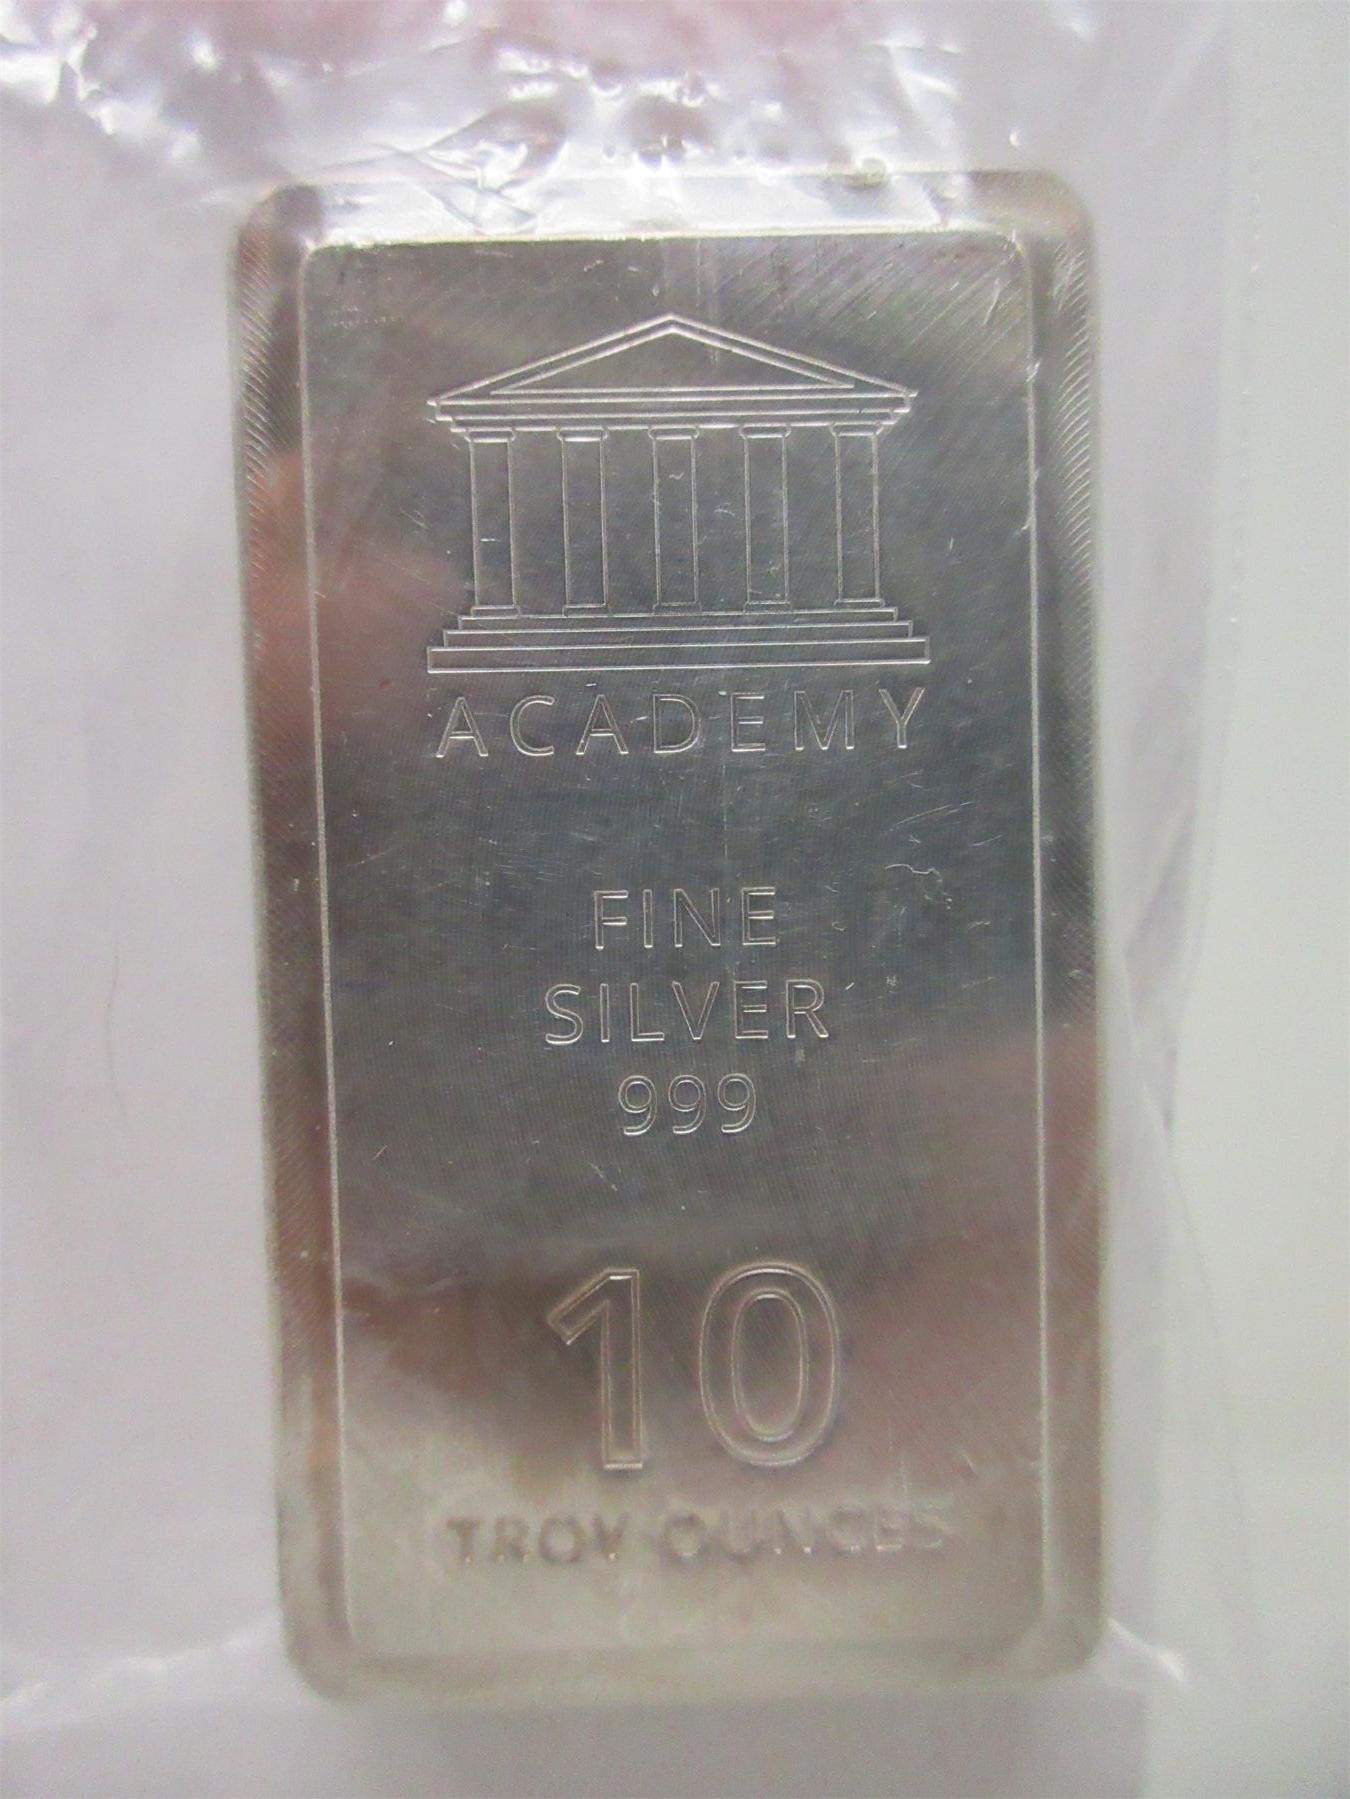 ACADEMY
FINE
SILVER
999
10
TROY OUNCES